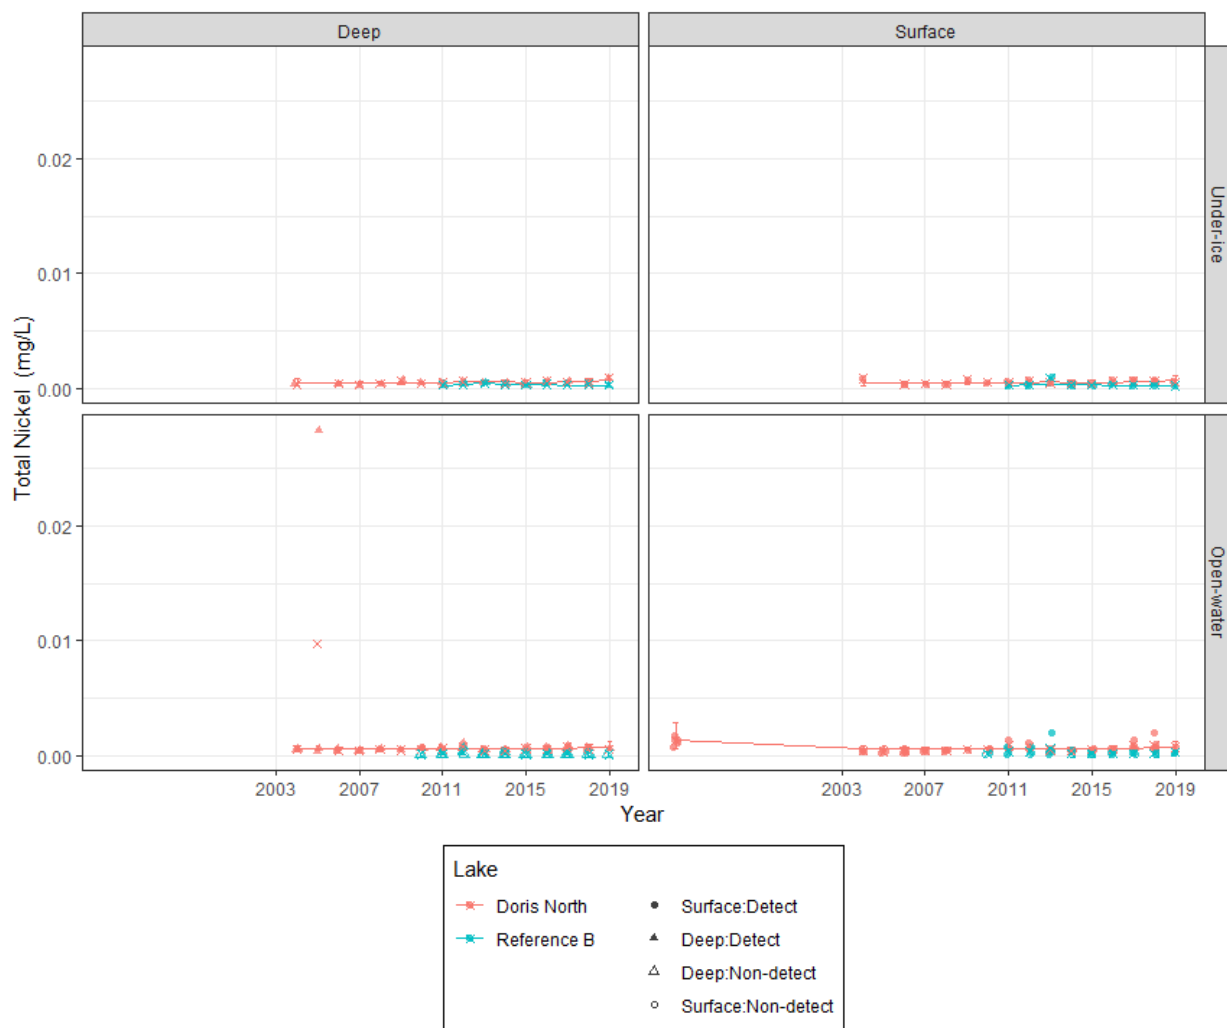 Deep
Surface
0.02
0.01
0.00
Under-ice
Total Nickel (mg/L)
0.02
0.01
0.00
Open-water
2003 2007 2011 2015 2019 2003 2007 2011 2015 2019
Year
Lake
Doris North
Reference B
Surface:Detect
Deep:Detect
Deep:Non-detect
Surface:Non-detect